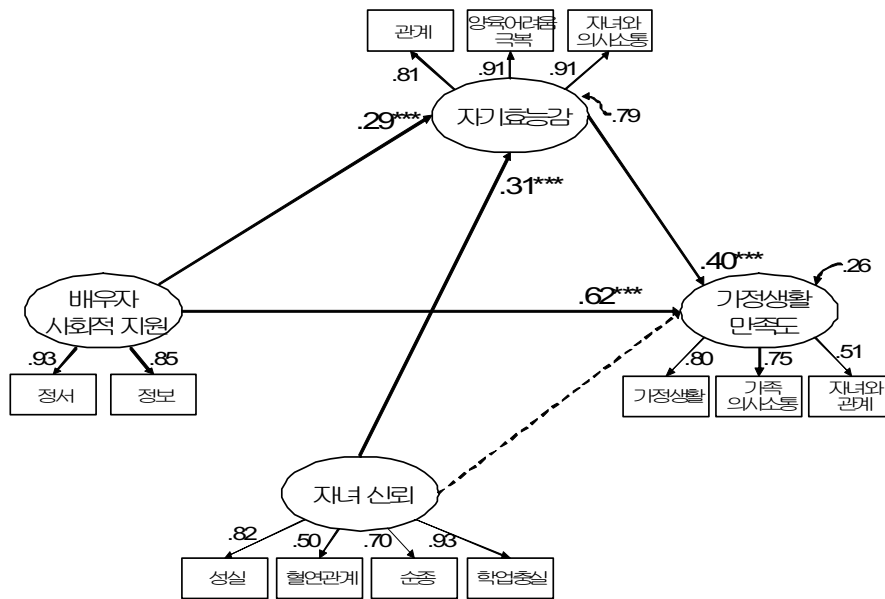 관계
양육어려움
극복
자녀와
의사소통
.81
.91
.91
자기효능감
.79
.29***
.31***
.40***
.26
배우자
사회적 지원
.62***
가정생활
만족도
.93
.85
.80
.75
.51
정서
정보
가정생활
가족
의사소통
자녀와
관계
자녀 신뢰
.82
.50
.70
.93
성실
혈연관계
순종
학업충실